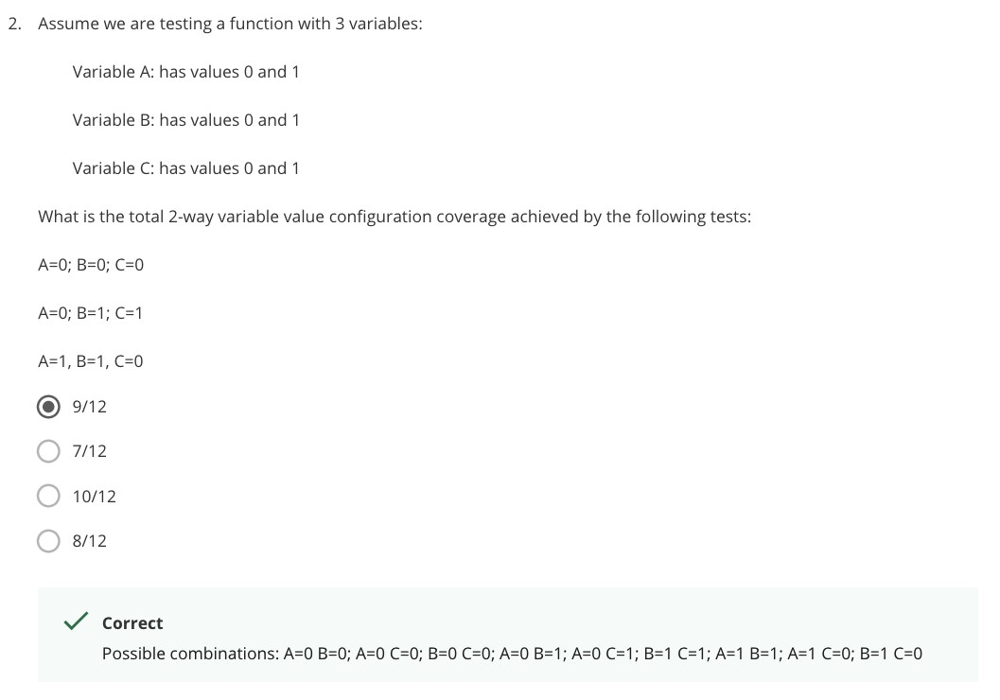 2. Assume we are testing a function with 3 variables:
Variable A: has values 0 and 1
Variable B: has values 0 and 1
Variable C: has values 0 and 1
What is the total 2-way variable value configuration coverage achieved by the following tests:
A=0; B=0; C=0
A=0; B=1; C=1
A=1, B=1, C=0
9/12
7/12
10/12
8/12
Correct
Possible combinations: A=0 B=0; A=0 C=0; B=0 C=0; A=0 B=1; A=0 C=1; B=1 C=1; A=1 B=1; A=1 C=0; B=1 C=0